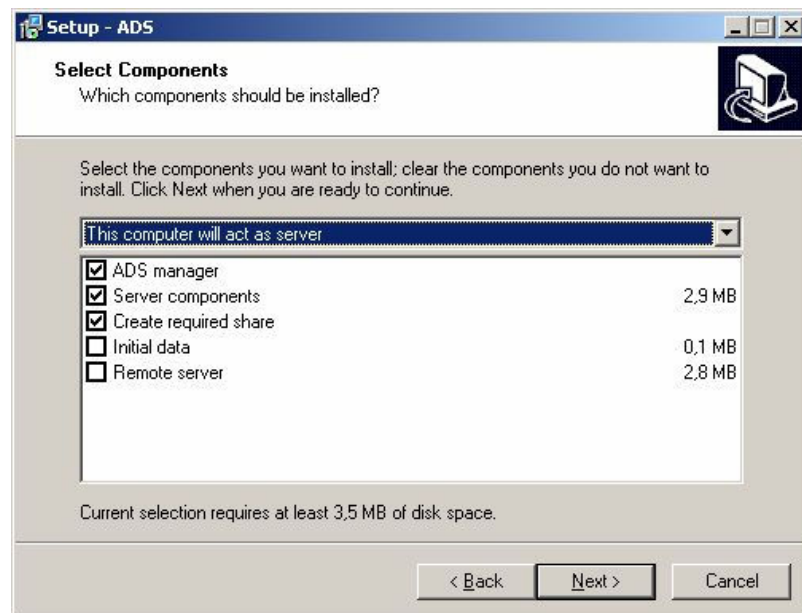 Setup - ADS
Select Components
Which components should be installed?
Select the components you want to install; clear the components you do not want to
install. Click Next when you are ready to continue.
This computer will act as server
ADS manager
Server components 2,9 MB
Create required share
Initial data 0,1 MB
Remote server 2,8 MB
Current selection requires at least 3,5 MB of disk space.
< Back Next > Cancel